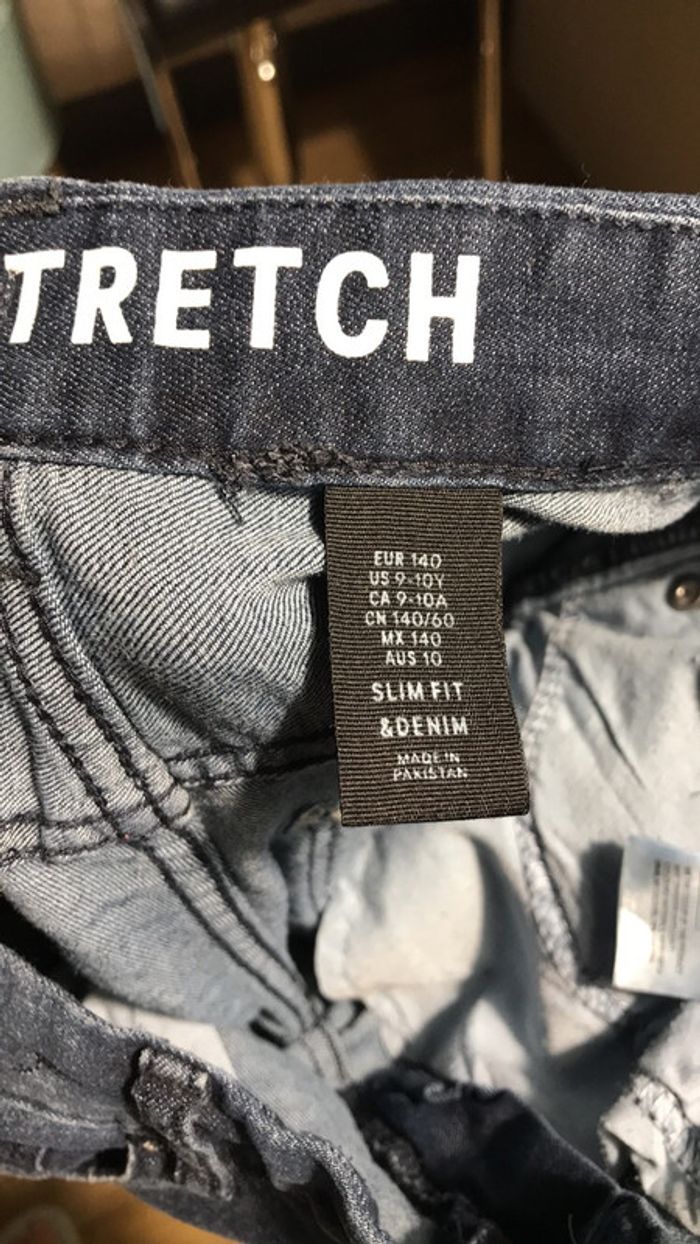 TRETCH
EUR 140
US 9-10Y
CA 9-10A
CN 140/60
MX 140
AUS 10
SLIM FIT
&DENIM
MADE IN
PAKISTAN